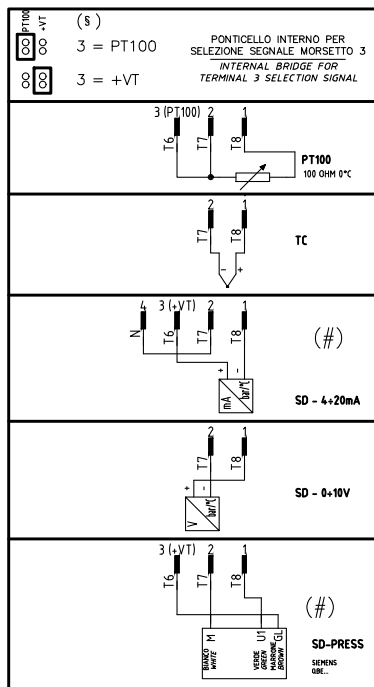 PT100
+VT
(§)
3 = PT100
3 = +VT
PONTICELLO INTERNO PER
SELEZIONE SEGNALE MORSETTO 3
INTERNAL BRIDGE FOR
TERMINAL 3 SELECTION SIGNAL
3 (PT100) 2 1
T6 T7 T8
PT100
100 OHM 0°C
2 1
T7 T8
- +
TC
4 3 (+VT) 2 1
N T6 T7 T8
(#)
+ -
mA bar/°C
SD - 4÷20mA
2 1
T7 T8
+ -
V bar/°C
SD - 0÷10V
3 (+VT) 2 1
T6 T7 T8
(#)
M U1 GL
BIANCO
WHITE
VERDE
GREEN
MARRONE
BROWN
SD-PRESS
SIEMENS
QBE...